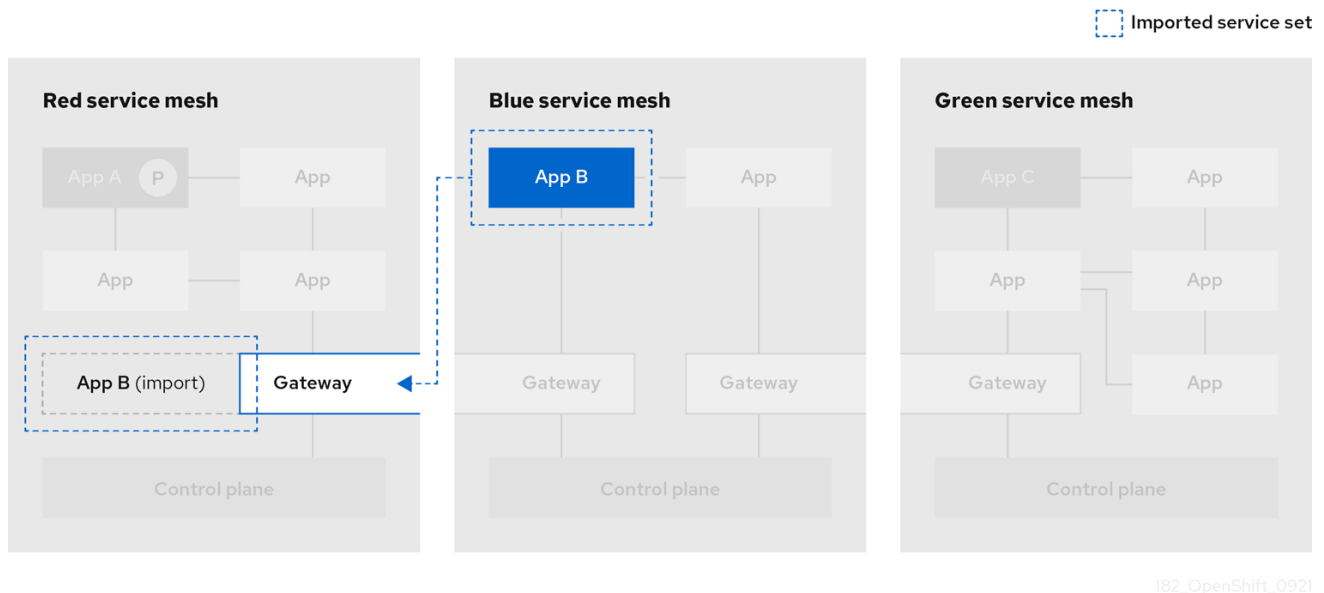 Imported service set
Red service mesh
App A
P
App
App
App
App B (import)
Gateway
Control plane
Blue service mesh
App B
App
Gateway
Gateway
Control plane
Green service mesh
App C
App
App
App
Gateway
App
Control plane
182_OpenShift_0921